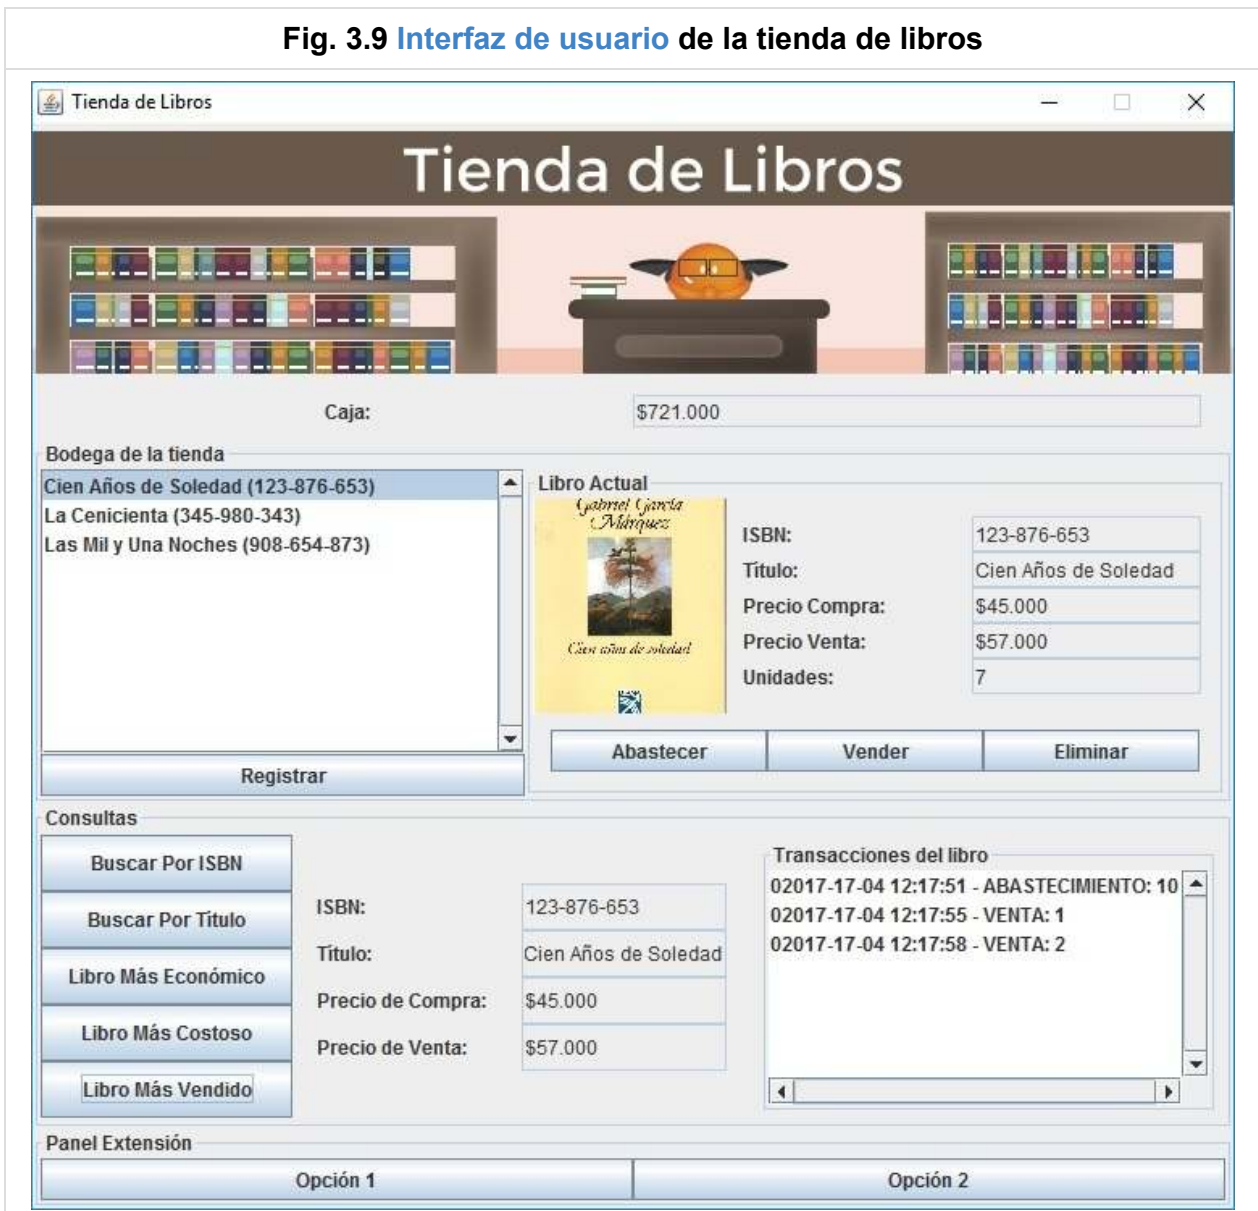 Fig. 3.9 Interfaz de usuario de la tienda de libros
Tienda de Libros
Tienda de Libros
Caja: $721.000
Bodega de la tienda
Cien Años de Soledad (123-876-653)
La Cenicienta (345-980-343)
Las Mil y Una Noches (908-654-873)
Registrar
Libro Actual
Gabriel García
Márquez
Cien años de soledad
ISBN: 123-876-653
Título: Cien Años de Soledad
Precio Compra: $45.000
Precio Venta: $57.000
Unidades: 7
Abastecer Vender Eliminar
Consultas
Buscar Por ISBN
Buscar Por Título
Libro Más Económico
Libro Más Costoso
Libro Más Vendido
ISBN: 123-876-653
Título: Cien Años de Soledad
Precio de Compra: $45.000
Precio de Venta: $57.000
Transacciones del libro
02017-17-04 12:17:51 - ABASTECIMIENTO: 10
02017-17-04 12:17:55 - VENTA: 1
02017-17-04 12:17:58 - VENTA: 2
Panel Extensión
Opción 1 Opción 2